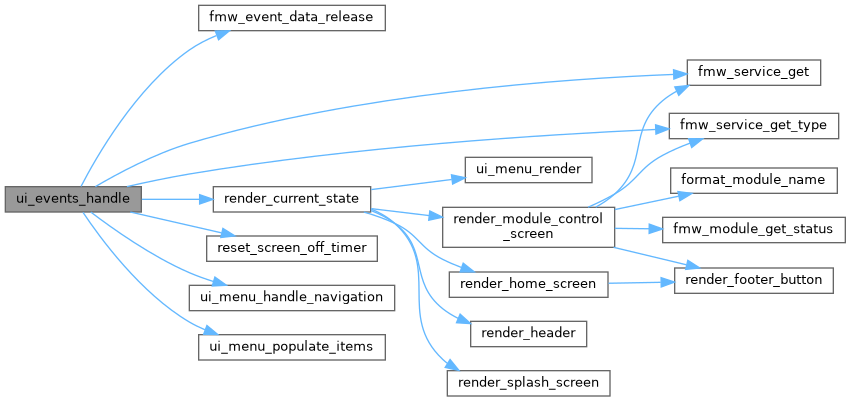 fmw_event_data_release
fmw_service_get
fmw_service_get_type
ui_menu_render
format_module_name
ui_events_handle
render_current_state
render_module_control
_screen
fmw_module_get_status
reset_screen_off_timer
render_home_screen
render_footer_button
ui_menu_handle_navigation
render_header
ui_menu_populate_items
render_splash_screen